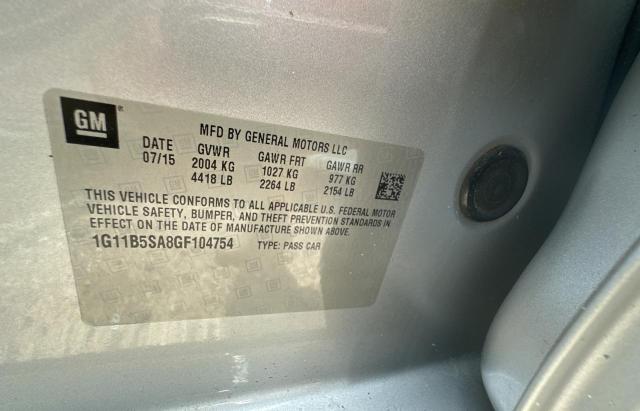 GM
MFD BY GENERAL MOTORS LLC
DATE GVWR GAWR FRT GAWR RR
07/15 2004 KG 1027 KG 977 KG
4418 LB 2264 LB 2154 LB
THIS VEHICLE CONFORMS TO ALL APPLICABLE U.S. FEDERAL MOTOR
VEHICLE SAFETY, BUMPER, AND THEFT PREVENTION STANDARDS IN
EFFECT ON THE DATE OF MANUFACTURE SHOWN ABOVE.
1G11B5SA8GF104754 TYPE: PASS CAR